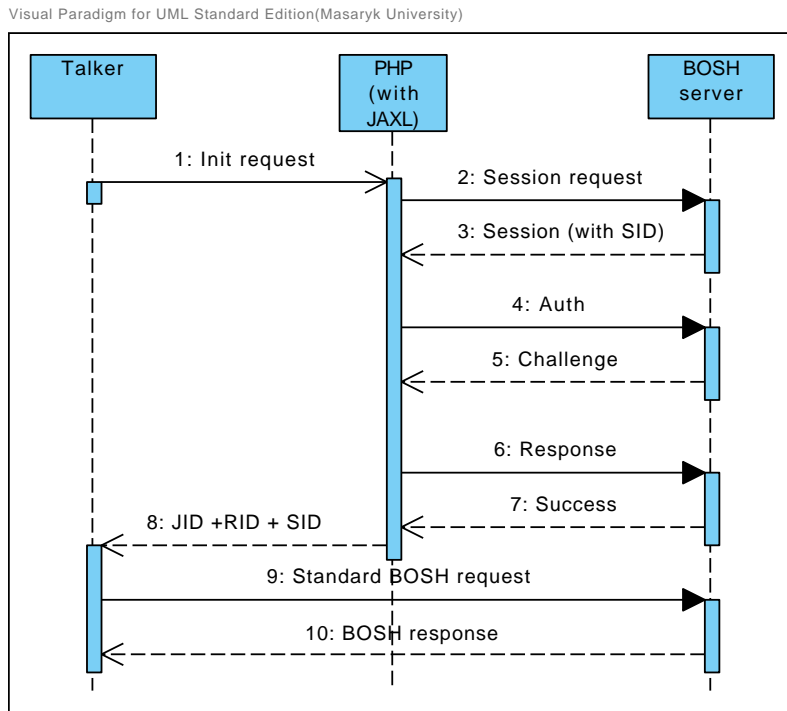 Visual Paradigm for UML Standard Edition(Masaryk University)
Talker
PHP
(with
JAXL)
BOSH
server
1: Init request
2: Session request
3: Session (with SID)
4: Auth
5: Challenge
6: Response
7: Success
8: JID +RID + SID
9: Standard BOSH request
10: BOSH response